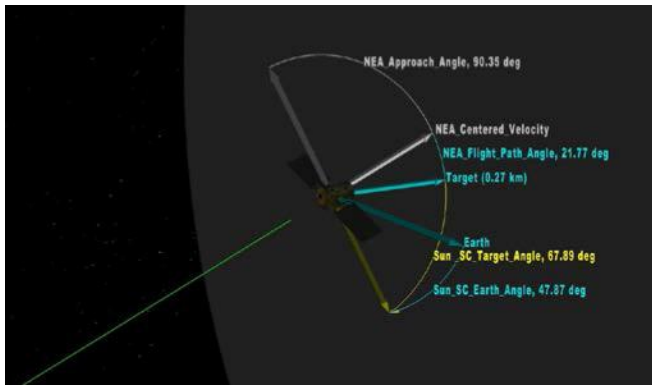 NEA_Approach_Angle, 90.35 deg
NEA_Centered_Velocity
NEA_Flight_Path_Angle, 21.77 deg
Target (0.27 km)
Earth
Sun_SC_Target_Angle, 67.89 deg
Sun_SC_Earth_Angle, 47.87 deg